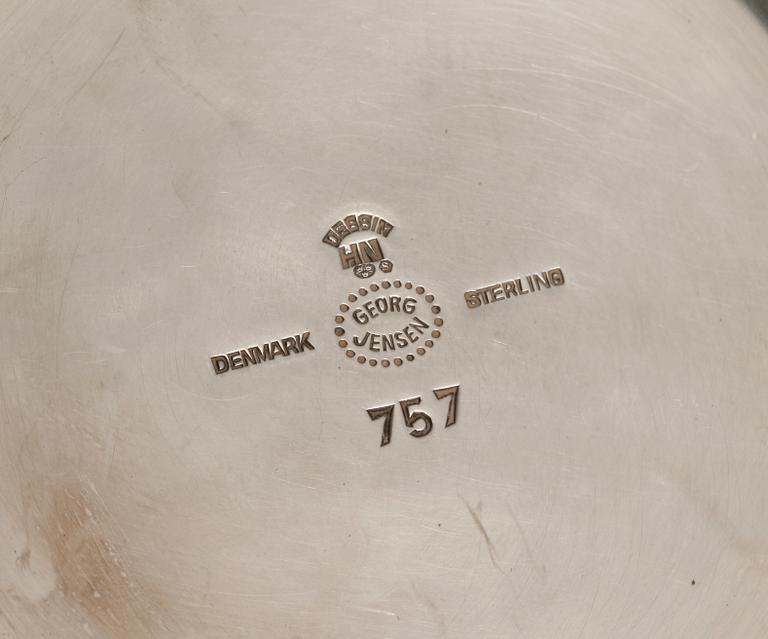 DESSIN
HN
GEORG
JENSEN
DENMARK
STERLING
757